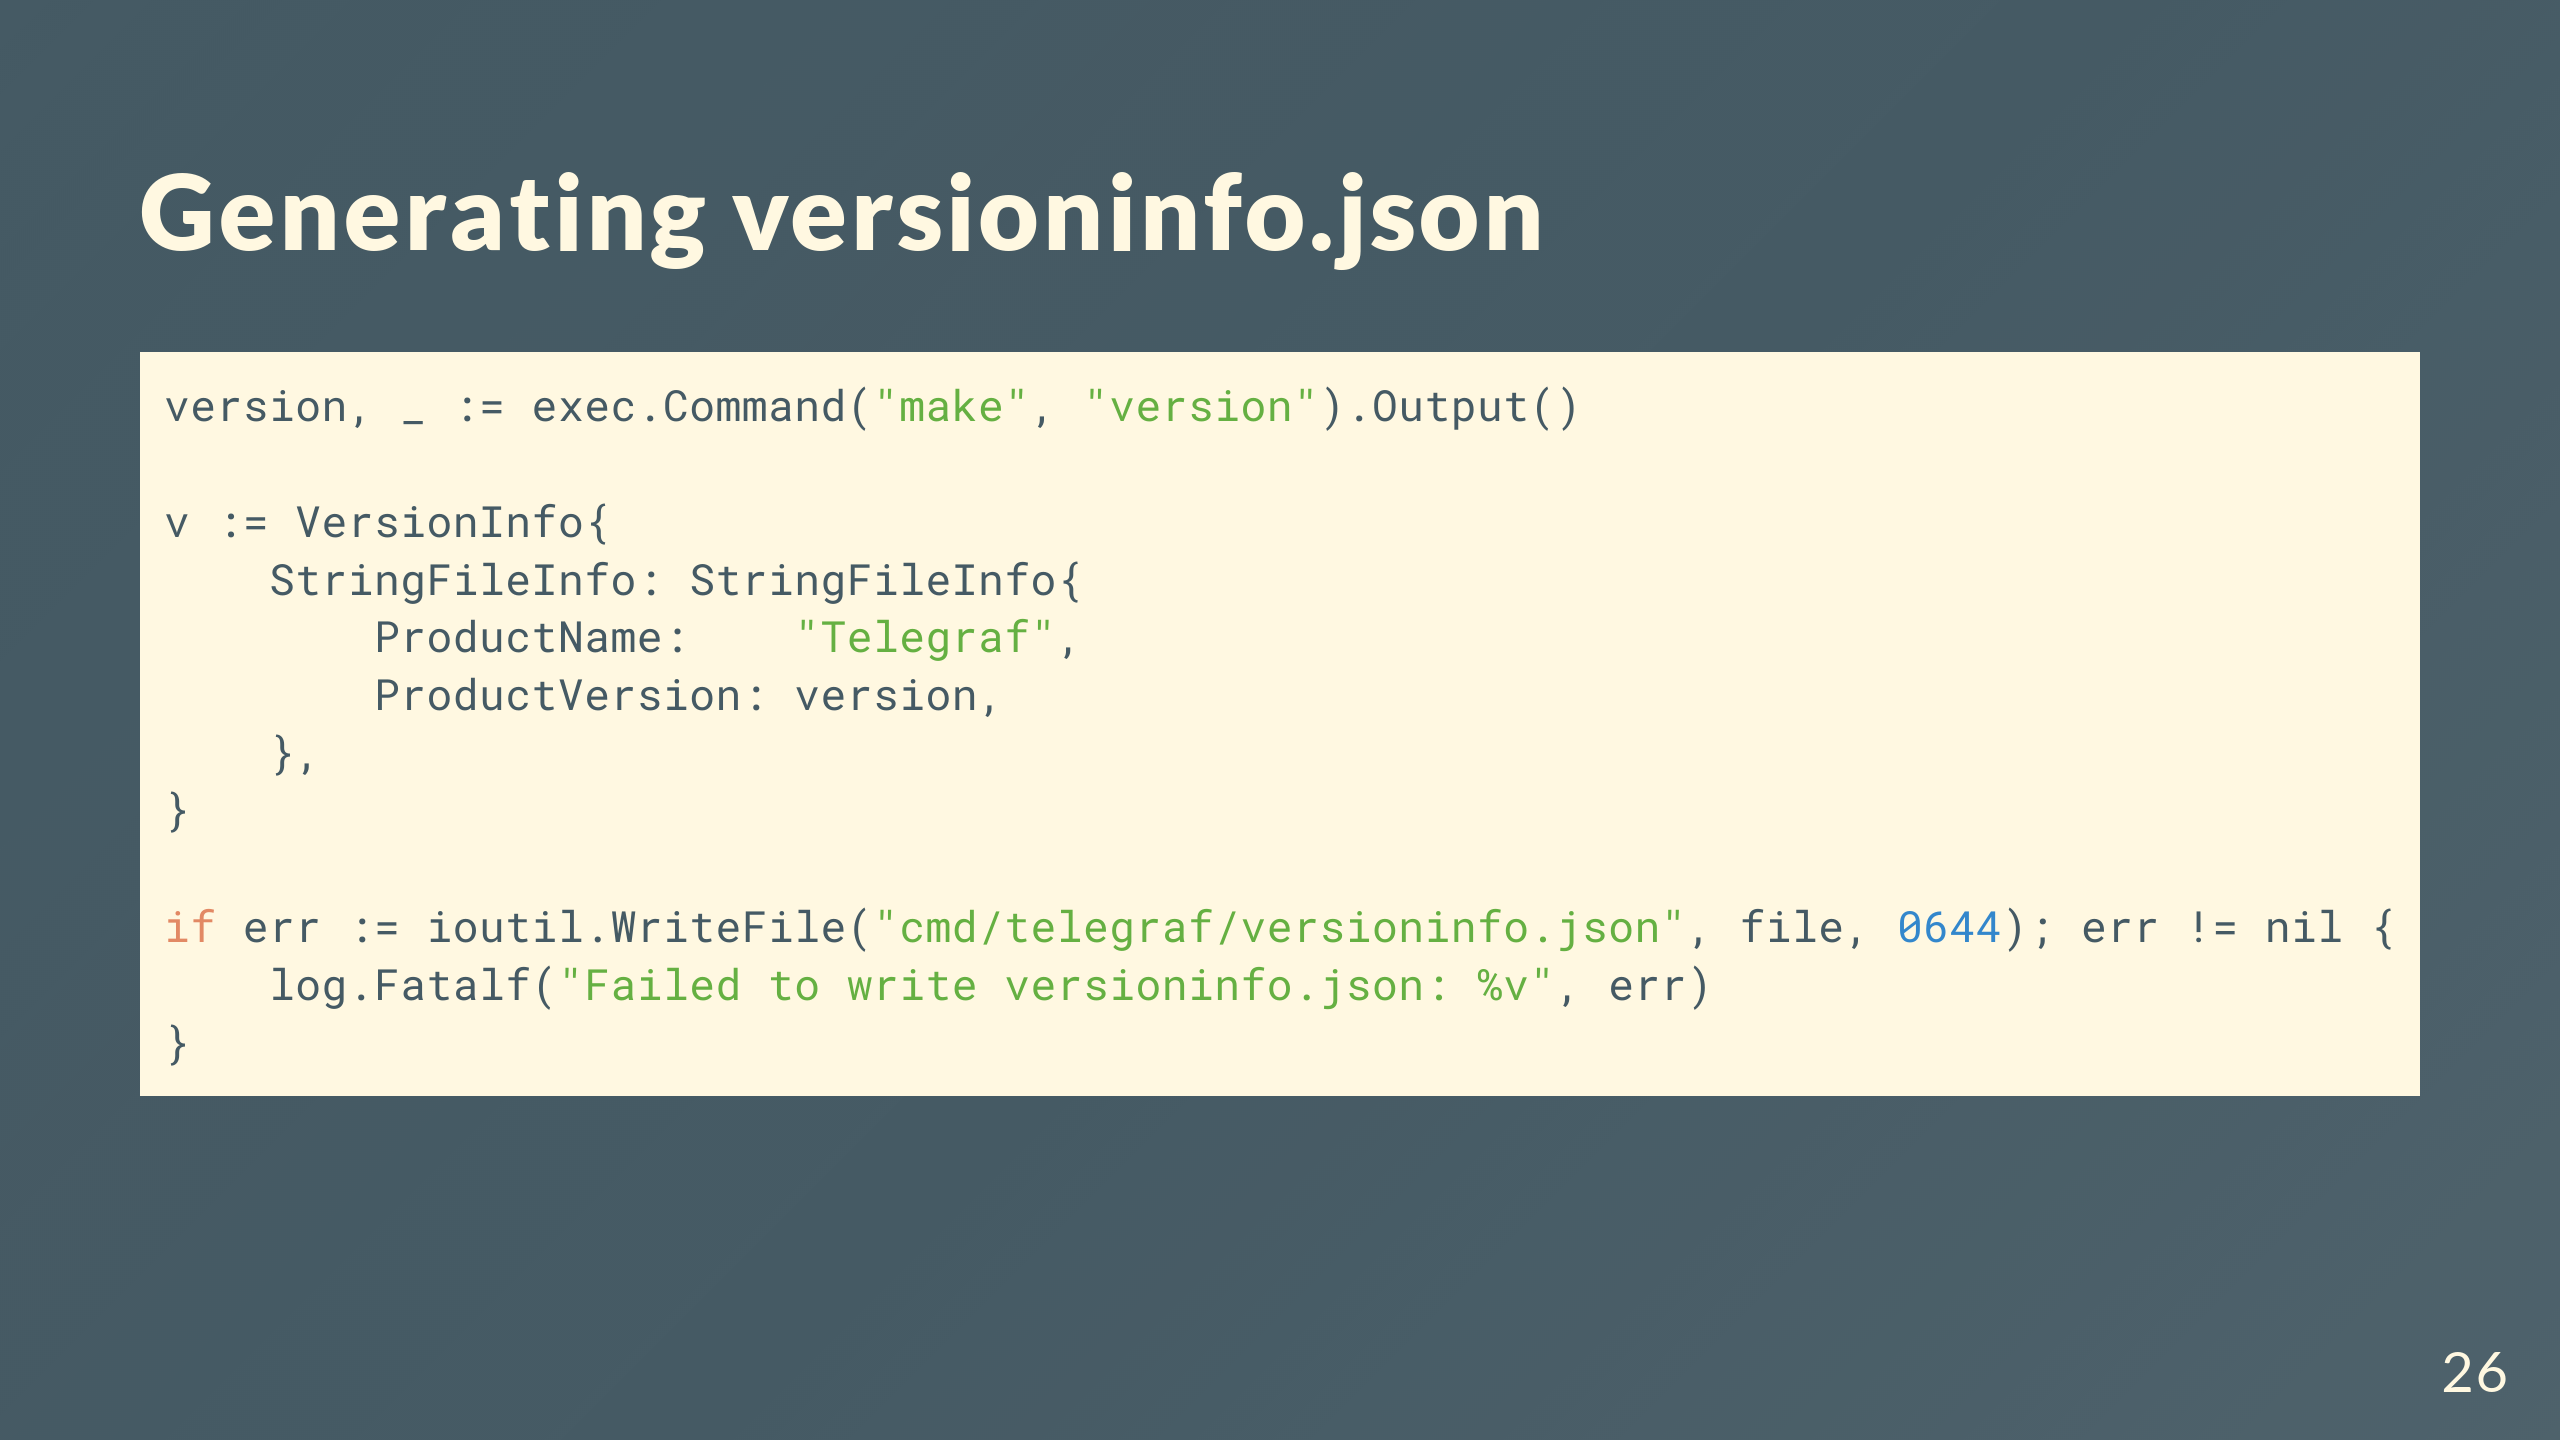 Generating versioninfo.json
version, _ := exec.Command("make", "version").Output()
v := VersionInfo{
    StringFileInfo: StringFileInfo{
        ProductName:    "Telegraf",
        ProductVersion: version,
    },
}
if err := ioutil.WriteFile("cmd/telegraf/versioninfo.json", file, 0644); err != nil {
    log.Fatalf("Failed to write versioninfo.json: %v", err)
}
26